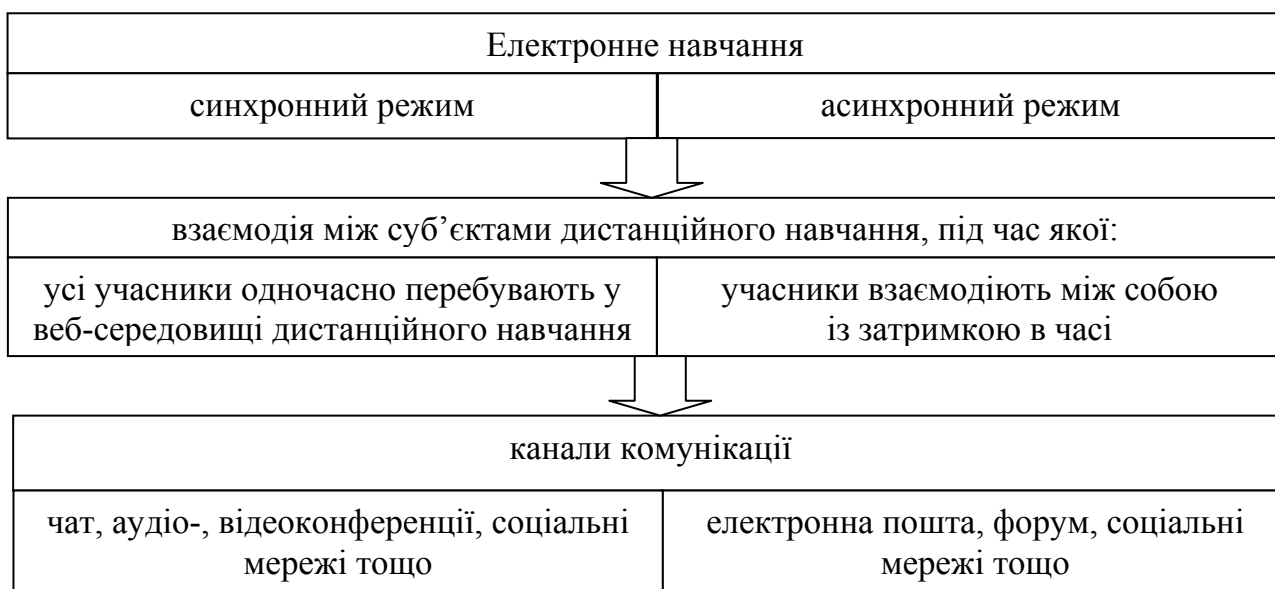 Електронне навчання
синхронний режим
асинхронний режим
взаємодія між суб’єктами дистанційного навчання, під час якої:
усі учасники одночасно перебувають у
веб-середовищі дистанційного навчання
учасники взаємодіють між собою
із затримкою в часі
канали комунікації
чат, аудіо-, відеоконференції, соціальні
мережі тощо
електронна пошта, форум, соціальні
мережі тощо